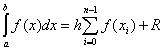 ∫_a^b f(x)dx = h∑_{i=0}^{n-1} f(x_i) + R